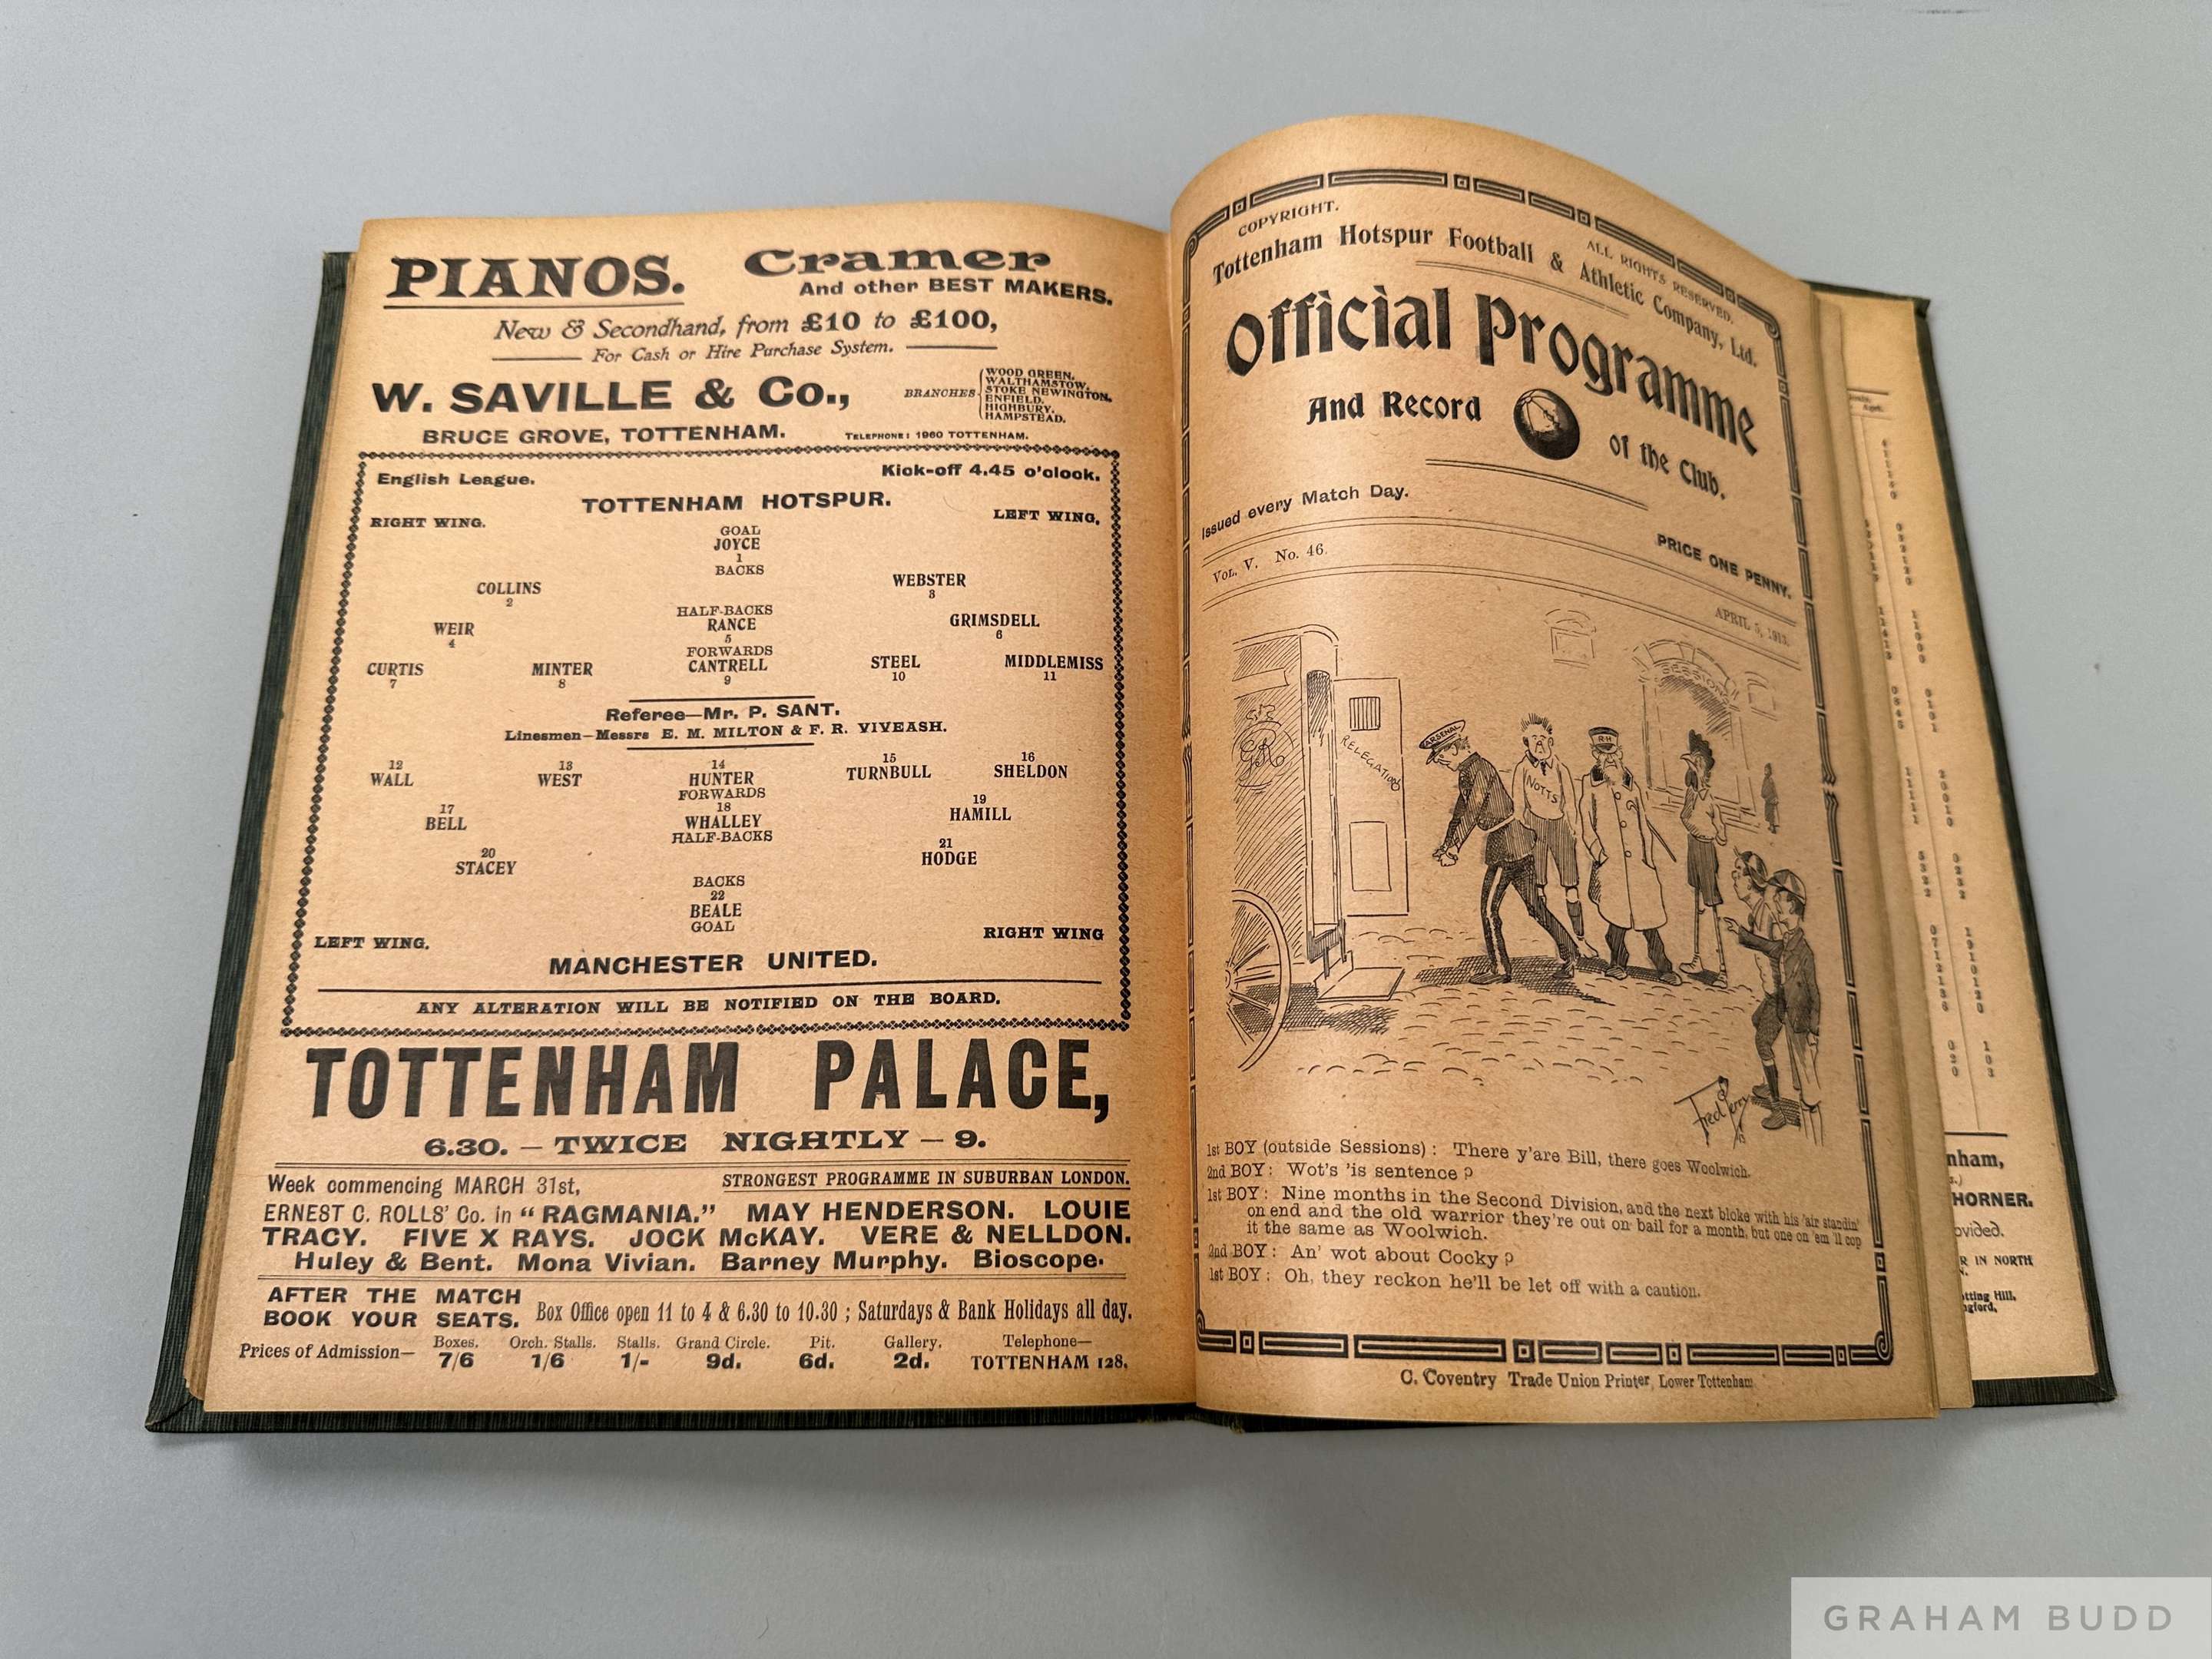 PIANOS. Cramer
And other BEST MAKERS.
New & Secondhand, from £10 to £100,
For Cash or Hire Purchase System.
W. SAVILLE & Co.,
BRANCHES
WOOD GREEN.
WALTHAMSTOW.
STOKE NEWINGTON.
ENFIELD.
HIGHBURY.
HAMPSTEAD.
BRUCE GROVE, TOTTENHAM. TELEPHONE: 1960 TOTTENHAM.
English League. Kick-off 4.45 o'clock.
TOTTENHAM HOTSPUR.
RIGHT WING. LEFT WING.
GOAL
JOYCE
1
BACKS
COLLINS WEBSTER
2 3
HALF-BACKS
WEIR RANCE GRIMSDELL
4 5 6
FORWARDS
CURTIS MINTER CANTRELL STEEL MIDDLEMISS
7 8 9 10 11
Referee—Mr. P. SANT.
Linesmen—Messrs E. M. MILTON & F. R. VIVEASH.
12 13 14 15 16
WALL WEST HUNTER TURNBULL SHELDON
FORWARDS
17 18 19
BELL WHALLEY HAMILL
HALF-BACKS
20 21
STACEY HODGE
BACKS
22
BEALE
GOAL
LEFT WING. RIGHT WING
MANCHESTER UNITED.
ANY ALTERATION WILL BE NOTIFIED ON THE BOARD.
TOTTENHAM PALACE,
6.30. — TWICE NIGHTLY — 9.
Week commencing MARCH 31st, STRONGEST PROGRAMME IN SUBURBAN LONDON.
ERNEST C. ROLLS' Co. in "RAGMANIA." MAY HENDERSON. LOUIE
TRACY. FIVE X RAYS. JOCK McKAY. VERE & NELLDON.
Huley & Bent. Mona Vivian. Barney Murphy. Bioscope.
AFTER THE MATCH
BOOK YOUR SEATS. Box Office open 11 to 4 & 6.30 to 10.30 ; Saturdays & Bank Holidays all day.
Prices of Admission— Boxes. Orch. Stalls. Stalls. Grand Circle. Pit. Gallery. Telephone—
7/6 1/6 1/- 9d. 6d. 2d. TOTTENHAM 128.
COPYRIGHT. ALL RIGHTS RESERVED.
Tottenham Hotspur Football & Athletic Company, Ltd.
Official Programme
And Record of the Club.
Issued every Match Day. PRICE ONE PENNY.
VOL. V. No. 46. APRIL 5, 1913.
SESSIONS
GR
RELEGATION
ARSENAL
NOTTS
R-H
Fred Perry
1st BOY (outside Sessions) : There y'are Bill, there goes Woolwich.
2nd BOY : Wot's 'is sentence ?
1st BOY : Nine months in the Second Division, and the next bloke with his 'air standin'
on end and the old warrior they're out on bail for a month, but one on 'em 'll cop
it the same as Woolwich.
2nd BOY : An' wot about Cocky ?
1st BOY : Oh, they reckon he'll be let off with a caution.
C. Coventry Trade Union Printer, Lower Tottenham
nham,
HORNER.
ovided.
R IN NORTH
otting Hill,
ngford,
GRAHAM BUDD